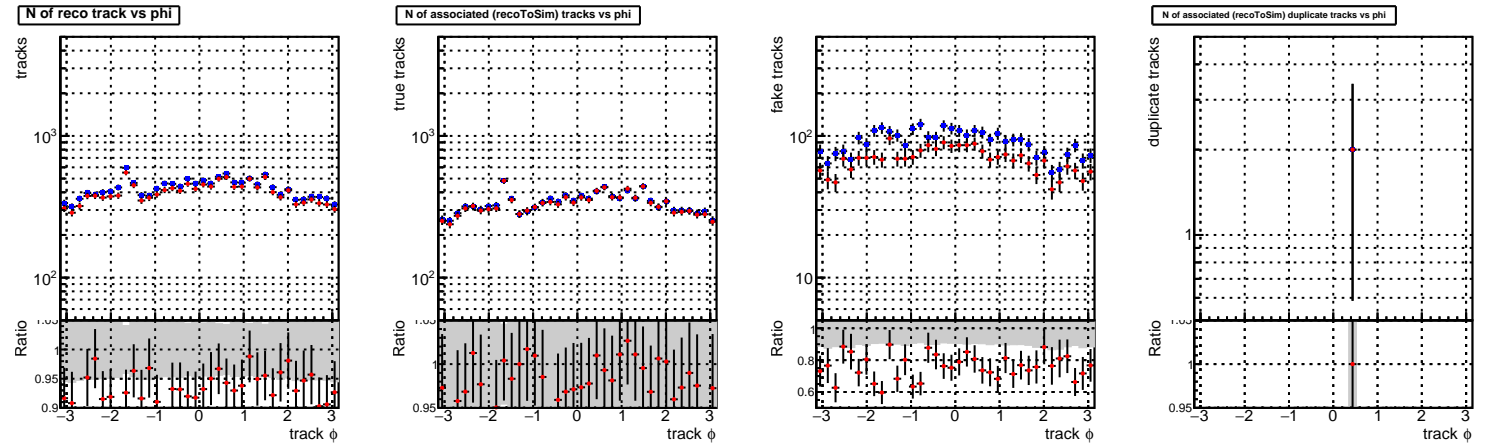 N of reco track vs phi
tracks
10³
10²
Ratio
1
0.95
0.9
−3 −2 −1 0 1 2 3
track ϕ
N of associated (recoToSim) tracks vs phi
true tracks
10³
10²
Ratio
1
0.95
−3 −2 −1 0 1 2 3
track ϕ
fake tracks
10²
10
Ratio
1
0.8
0.6
−3 −2 −1 0 1 2 3
track ϕ
N of associated (recoToSim) duplicate tracks vs phi
duplicate tracks
1
Ratio
1
0.95
−3 −2 −1 0 1 2 3
track ϕ